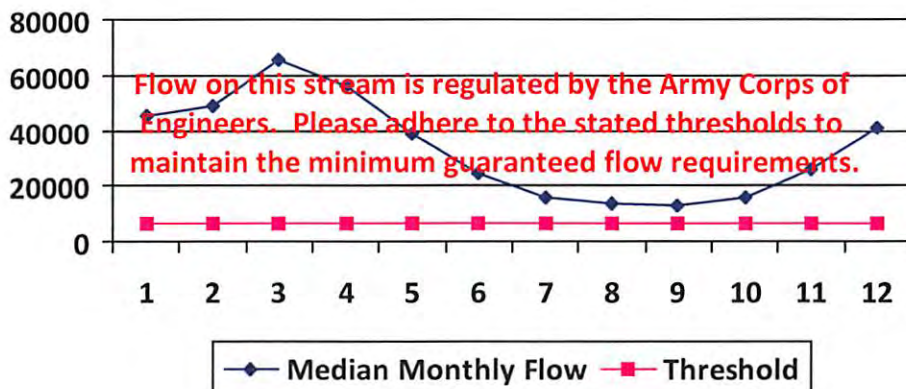 80000
60000
40000
20000
0
Flow on this stream is regulated by the Army Corps of
Engineers. Please adhere to the stated thresholds to
maintain the minimum guaranteed flow requirements.
1 2 3 4 5 6 7 8 9 10 11 12
Median Monthly Flow Threshold